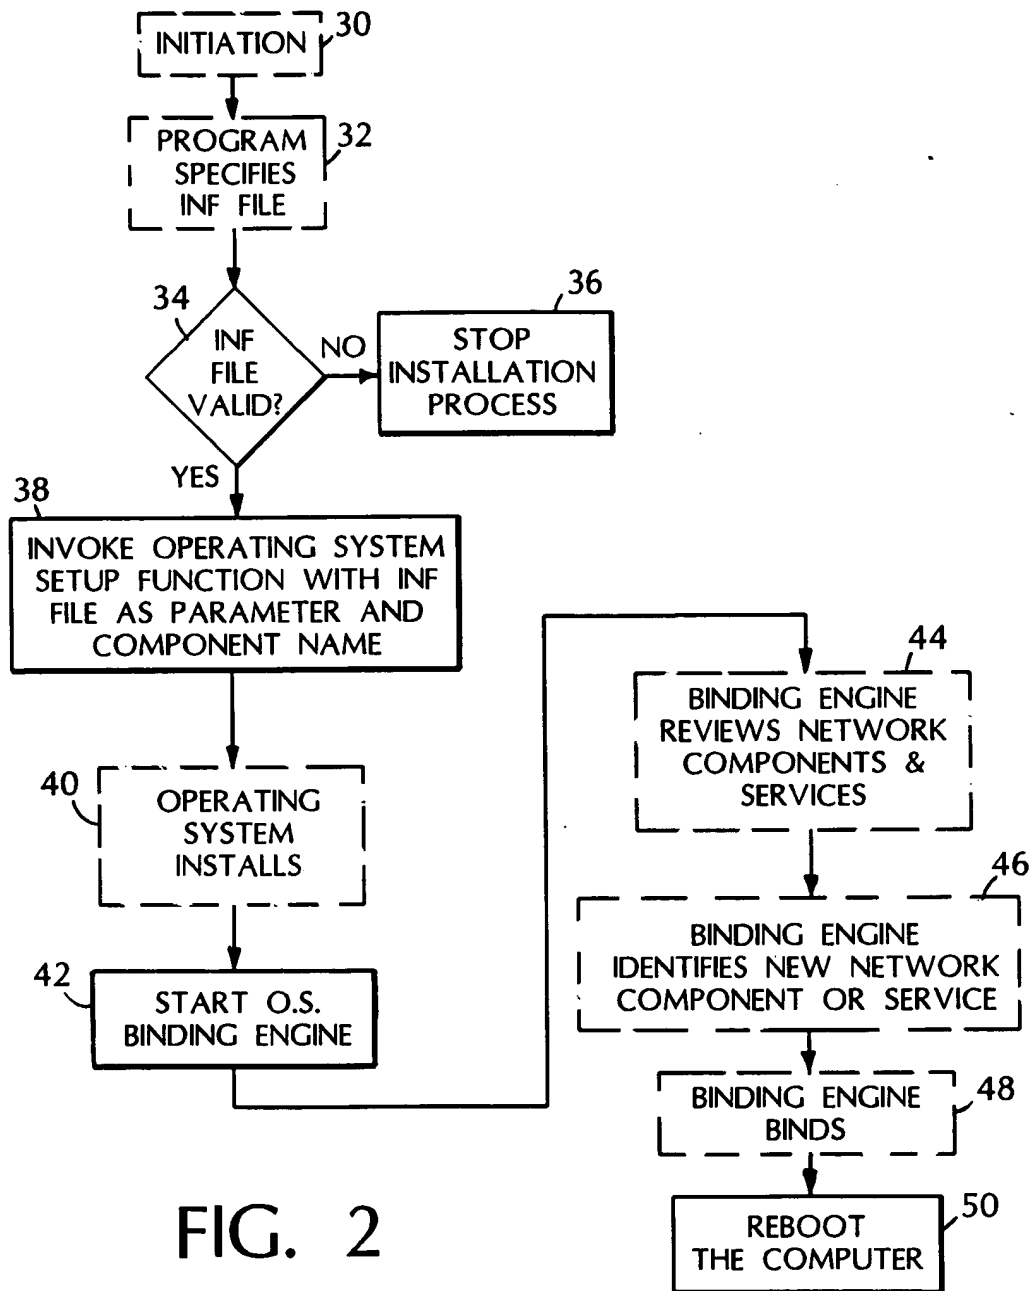 30
INITIATION
32
PROGRAM
SPECIFIES
INF FILE
34
INF
FILE
VALID?
NO
36
STOP
INSTALLATION
PROCESS
YES
38
INVOKE OPERATING SYSTEM
SETUP FUNCTION WITH INF
FILE AS PARAMETER AND
COMPONENT NAME
40
OPERATING
SYSTEM
INSTALLS
42
START O.S.
BINDING ENGINE
44
BINDING ENGINE
REVIEWS NETWORK
COMPONENTS &
SERVICES
46
BINDING ENGINE
IDENTIFIES NEW NETWORK
COMPONENT OR SERVICE
48
BINDING ENGINE
BINDS
50
REBOOT
THE COMPUTER
FIG. 2